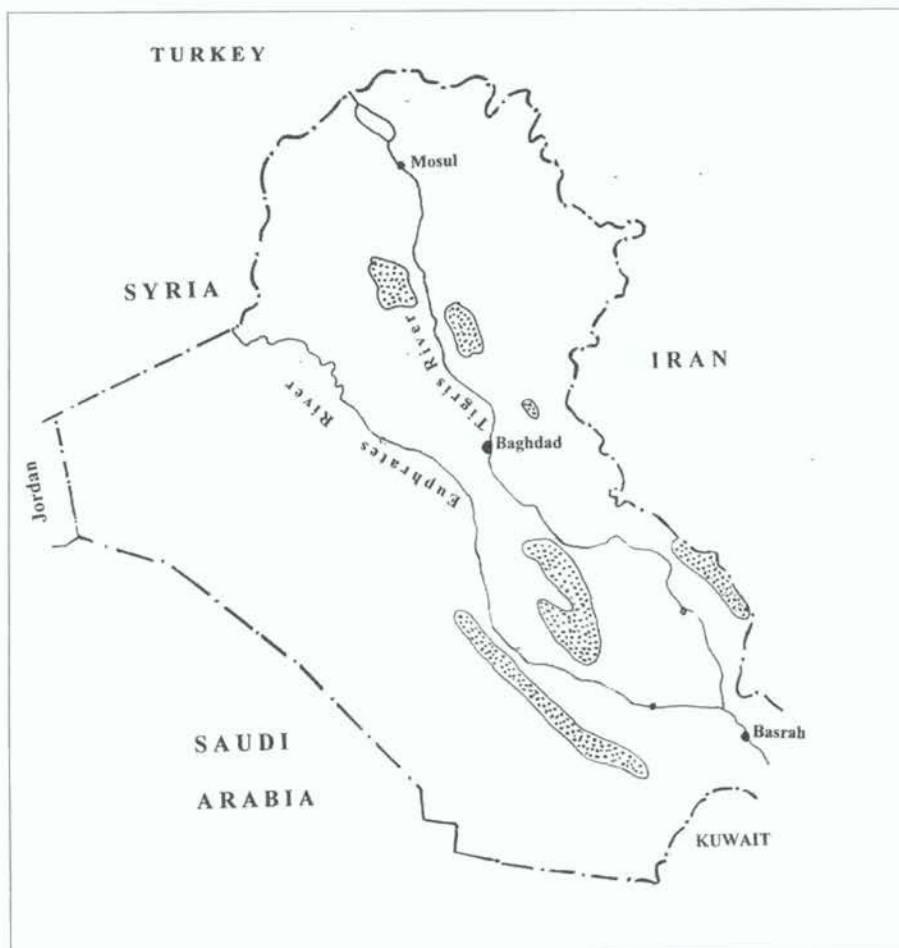 TURKEY
Mosul
SYRIA
Tigris River
IRAN
Euphrates River
Baghdad
Jordan
Basrah
SAUDI
ARABIA
KUWAIT